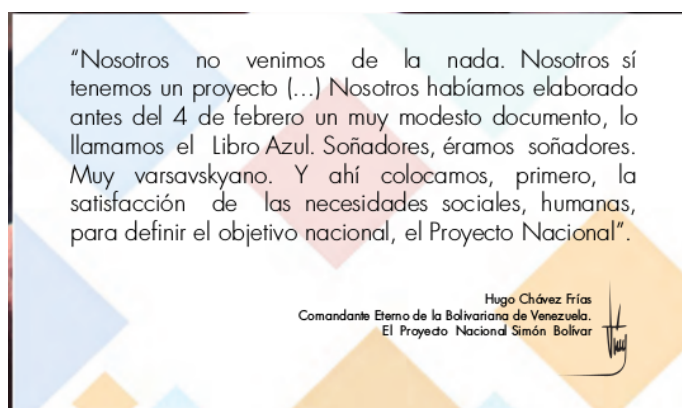 “Nosotros no venimos de la nada. Nosotros sí
tenemos un proyecto (...) Nosotros habíamos elaborado
antes del 4 de febrero un muy modesto documento, lo
llamamos el Libro Azul. Soñadores, éramos soñadores.
Muy varsavskyano. Y ahí colocamos, primero, la
satisfacción de las necesidades sociales, humanas,
para definir el objetivo nacional, el Proyecto Nacional”.
Hugo Chávez Frías
Comandante Eterno de la Bolivariana de Venezuela.
El Proyecto Nacional Simón Bolívar